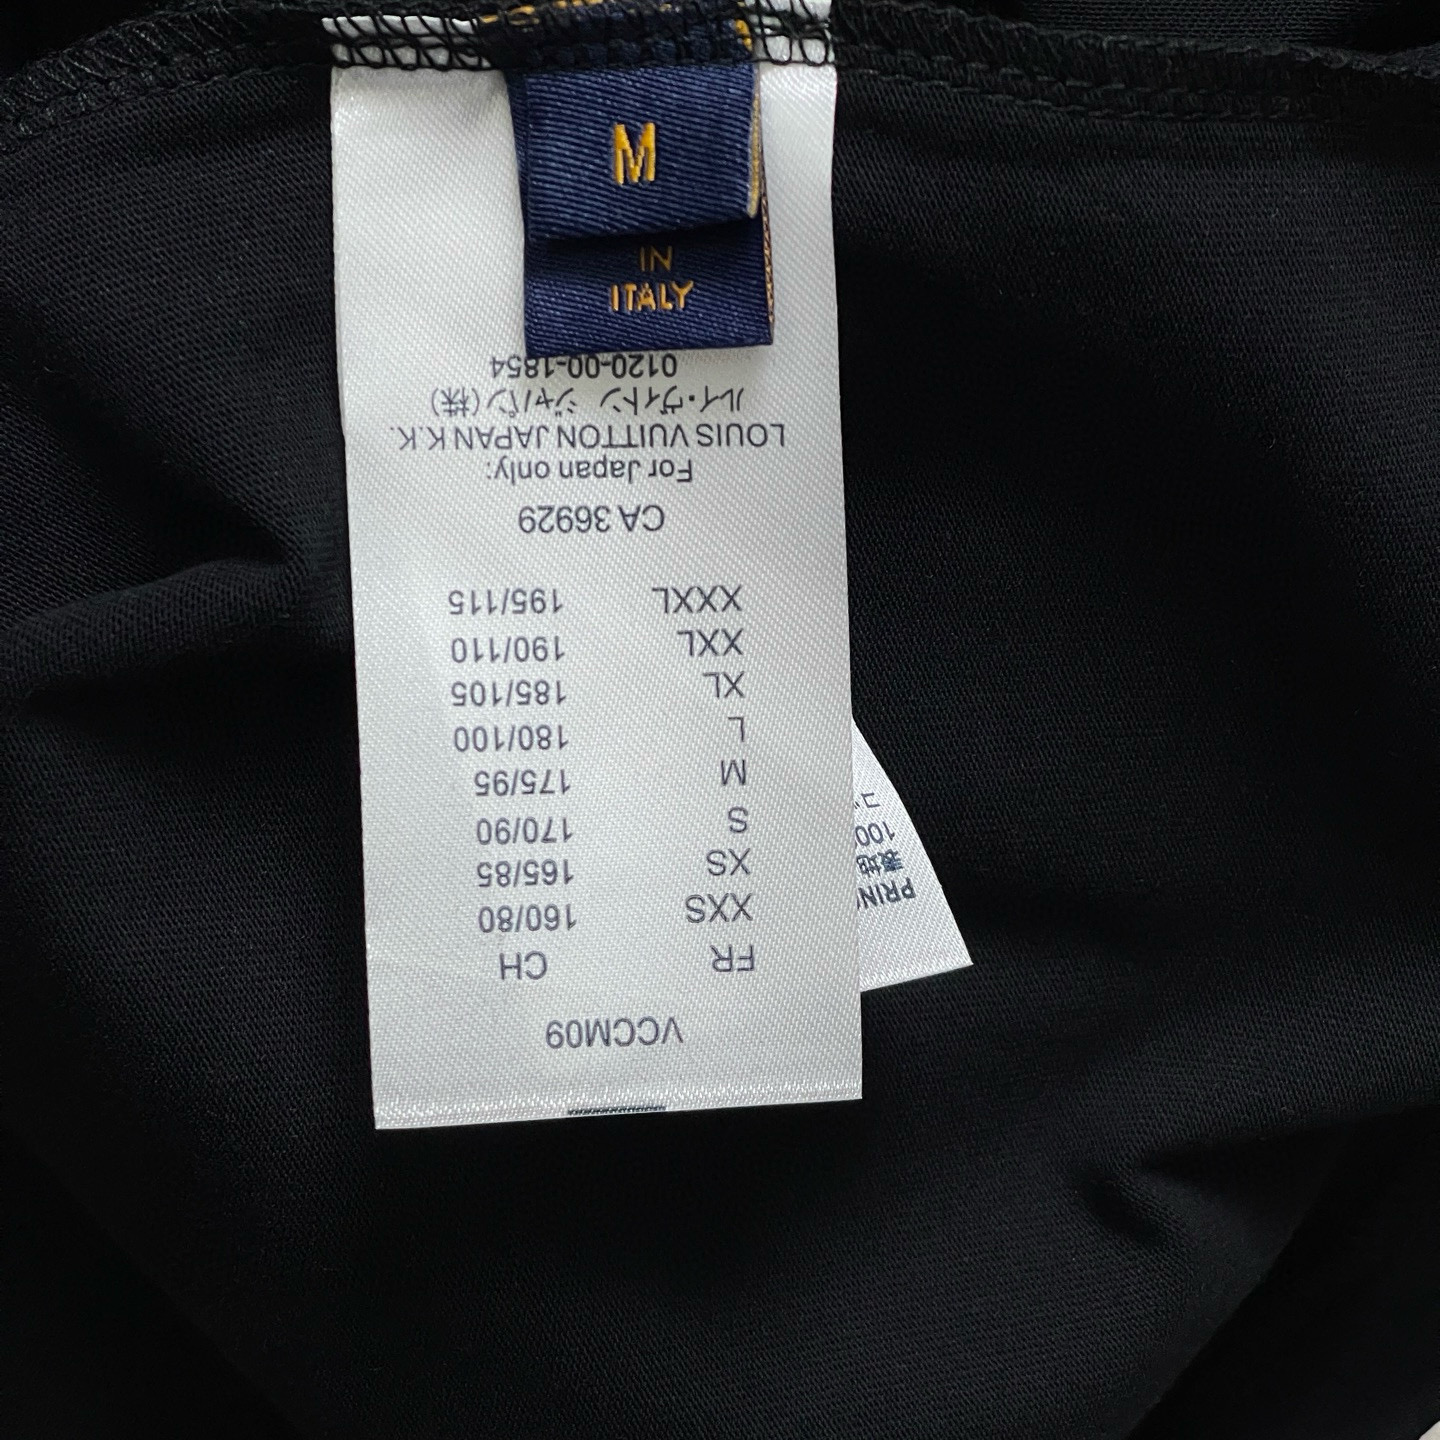 M
IN
ITALY
VCCM09
FR CH
XXS 160/80
XS 165/85
S 170/90
M 175/95
L 180/100
XL 185/105
XXL 190/110
XXXL 195/115
CA 36929
For Japan only:
LOUIS VUITTON JAPAN K.K.
ルイ・ヴィトン ジャパン(株)
0120-00-1854
表地